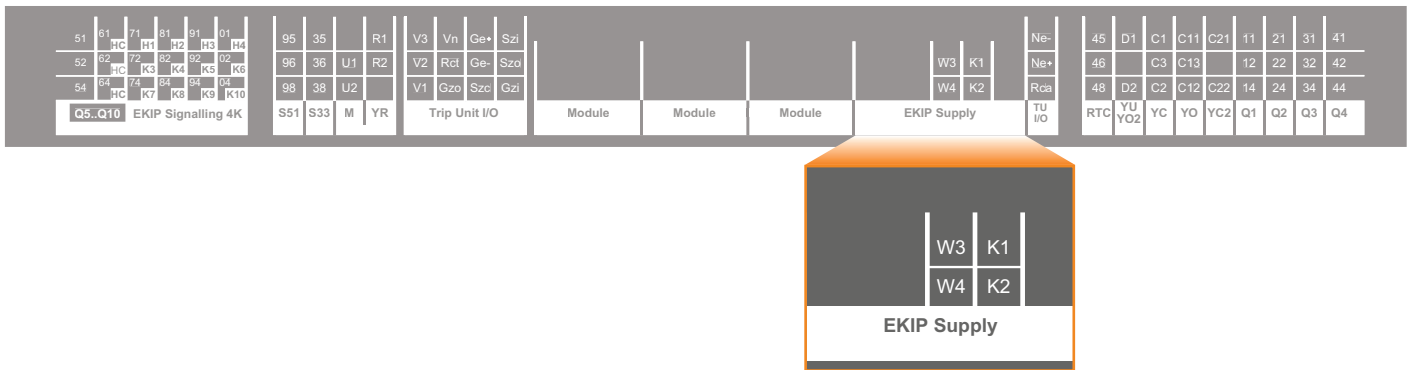 61 71 81 91 01 95 35 R1 V3 Vn Ge+ Szi Ne- 45 D1 C1 C11 C21 11 21 31 41
51 HC H1 H2 H3 H4
62 72 82 92 02 96 36 U1 R2 V2 Rct Ge- Szo W3 K1 Ne+ 46 C3 C13 12 22 32 42
52 HC K3 K4 K5 K6
64 74 84 94 04 98 38 U2 V1 Gzo Szc Gzi W4 K2 Rca 48 D2 C2 C12 C22 14 24 34 44
54 HC K7 K8 K9 K10
Q5..Q10 EKIP Signalling 4K S51 S33 M YR Trip Unit I/O Module Module Module EKIP Supply TU I/O RTC YU YO2 YC YO YC2 Q1 Q2 Q3 Q4
W3 K1
W4 K2
EKIP Supply